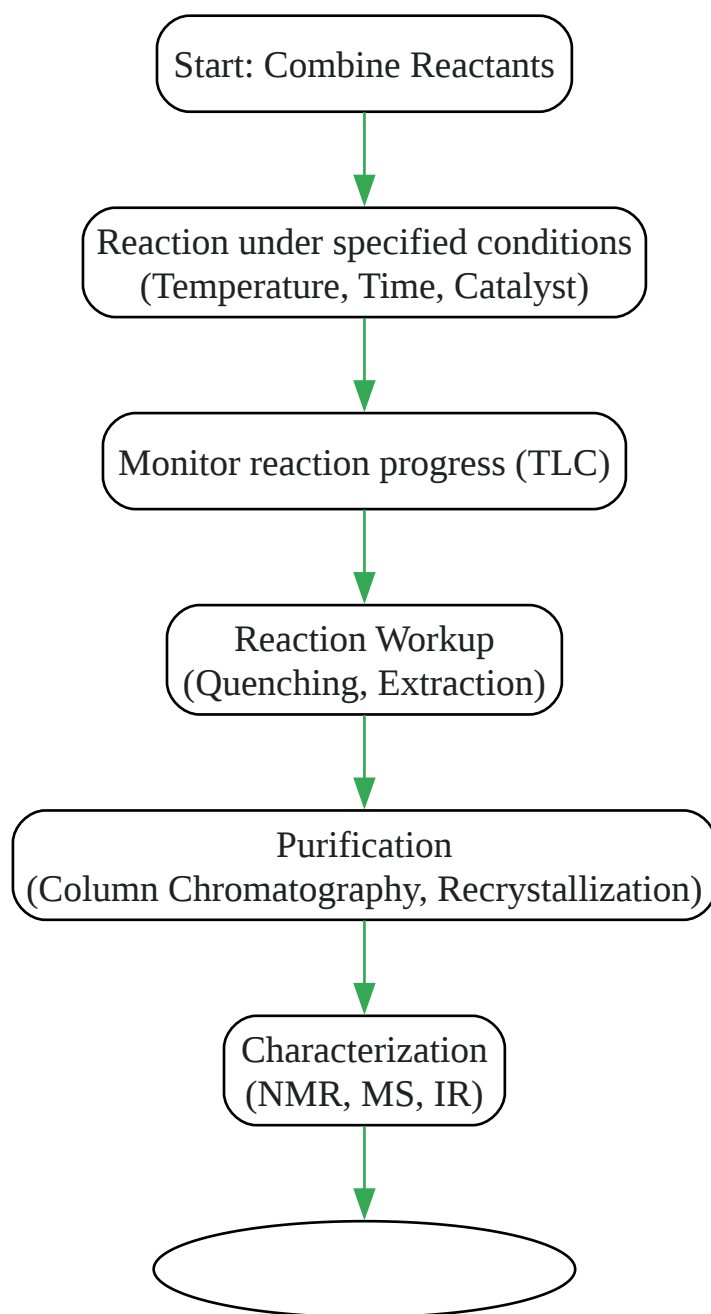 Start: Combine Reactants
Reaction under specified conditions
(Temperature, Time, Catalyst)
Monitor reaction progress (TLC)
Reaction Workup
(Quenching, Extraction)
Purification
(Column Chromatography, Recrystallization)
Characterization
(NMR, MS, IR)